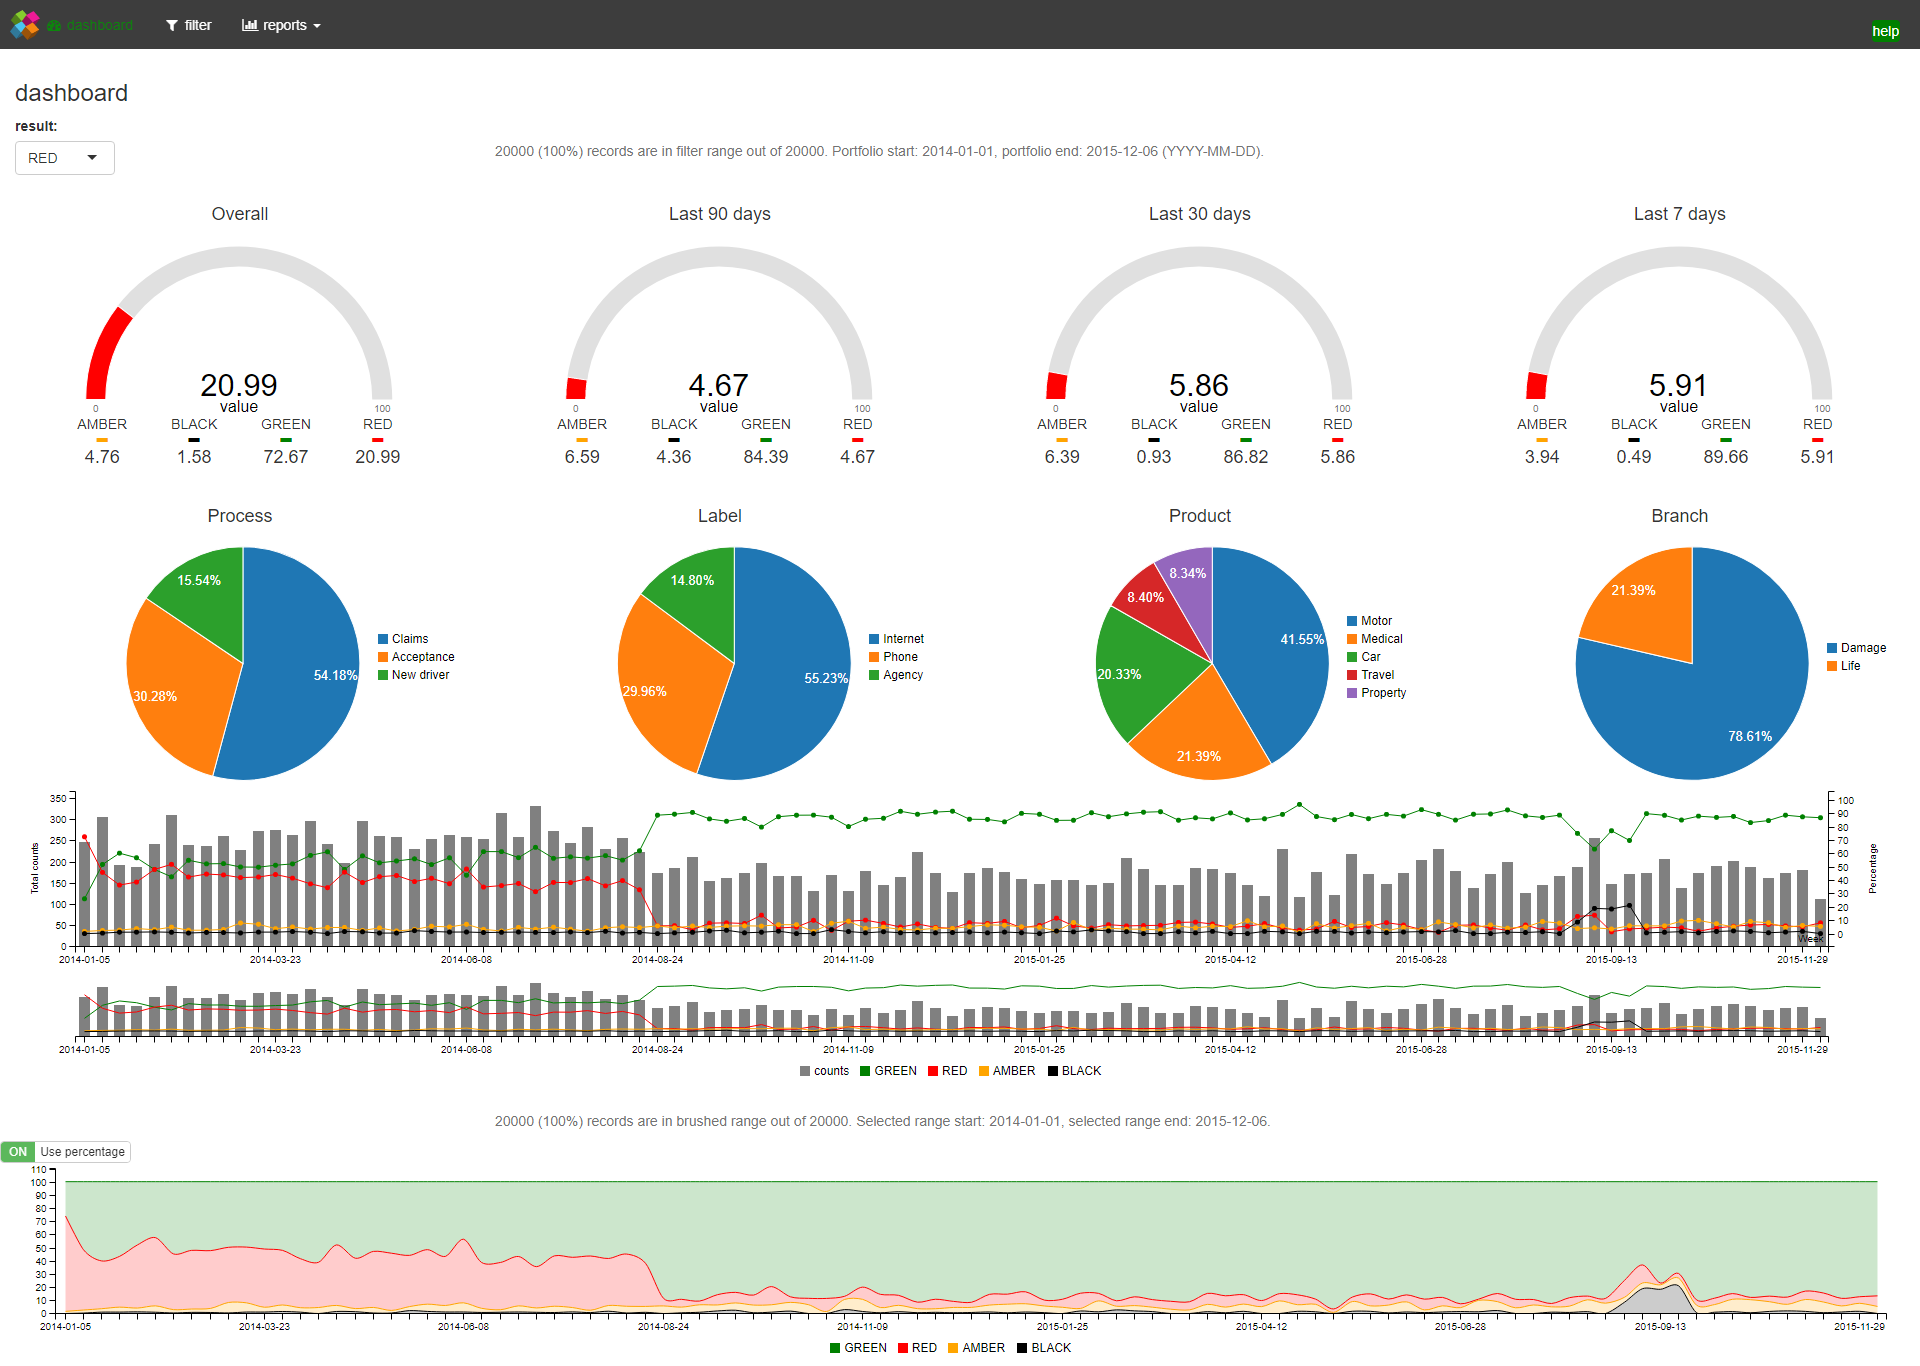 dashboard filter reports help
dashboard
result:
RED
20000 (100%) records are in filter range out of 20000. Portfolio start: 2014-01-01, portfolio end: 2015-12-06 (YYYY-MM-DD).
Overall Last 90 days Last 30 days Last 7 days
20.99 4.67 5.86 5.91
value value value value
0 100 0 100 0 100 0 100
AMBER BLACK GREEN RED AMBER BLACK GREEN RED AMBER BLACK GREEN RED AMBER BLACK GREEN RED
4.76 1.58 72.67 20.99 6.59 4.36 84.39 4.67 6.39 0.93 86.82 5.86 3.94 0.49 89.66 5.91
Process
15.54%
30.28%
54.18%
Claims
Acceptance
New driver
Label
14.80%
29.96%
55.23%
Internet
Phone
Agency
Product
8.34%
8.40%
41.55%
20.33%
21.39%
Motor
Medical
Car
Travel
Property
Branch
21.39%
78.61%
Damage
Life
Total counts
350
300
250
200
150
100
50
0
Percentage
100
90
80
70
60
50
40
30
20
10
0
Week
2014-01-05 2014-03-23 2014-06-08 2014-08-24 2014-11-09 2015-01-25 2015-04-12 2015-06-28 2015-09-13 2015-11-29
2014-01-05 2014-03-23 2014-06-08 2014-08-24 2014-11-09 2015-01-25 2015-04-12 2015-06-28 2015-09-13 2015-11-29
counts GREEN RED AMBER BLACK
20000 (100%) records are in brushed range out of 20000. Selected range start: 2014-01-01, selected range end: 2015-12-06.
ON Use percentage
110
100
90
80
70
60
50
40
30
20
10
0
2014-01-05 2014-03-23 2014-06-08 2014-08-24 2014-11-09 2015-01-25 2015-04-12 2015-06-28 2015-09-13 2015-11-29
GREEN RED AMBER BLACK